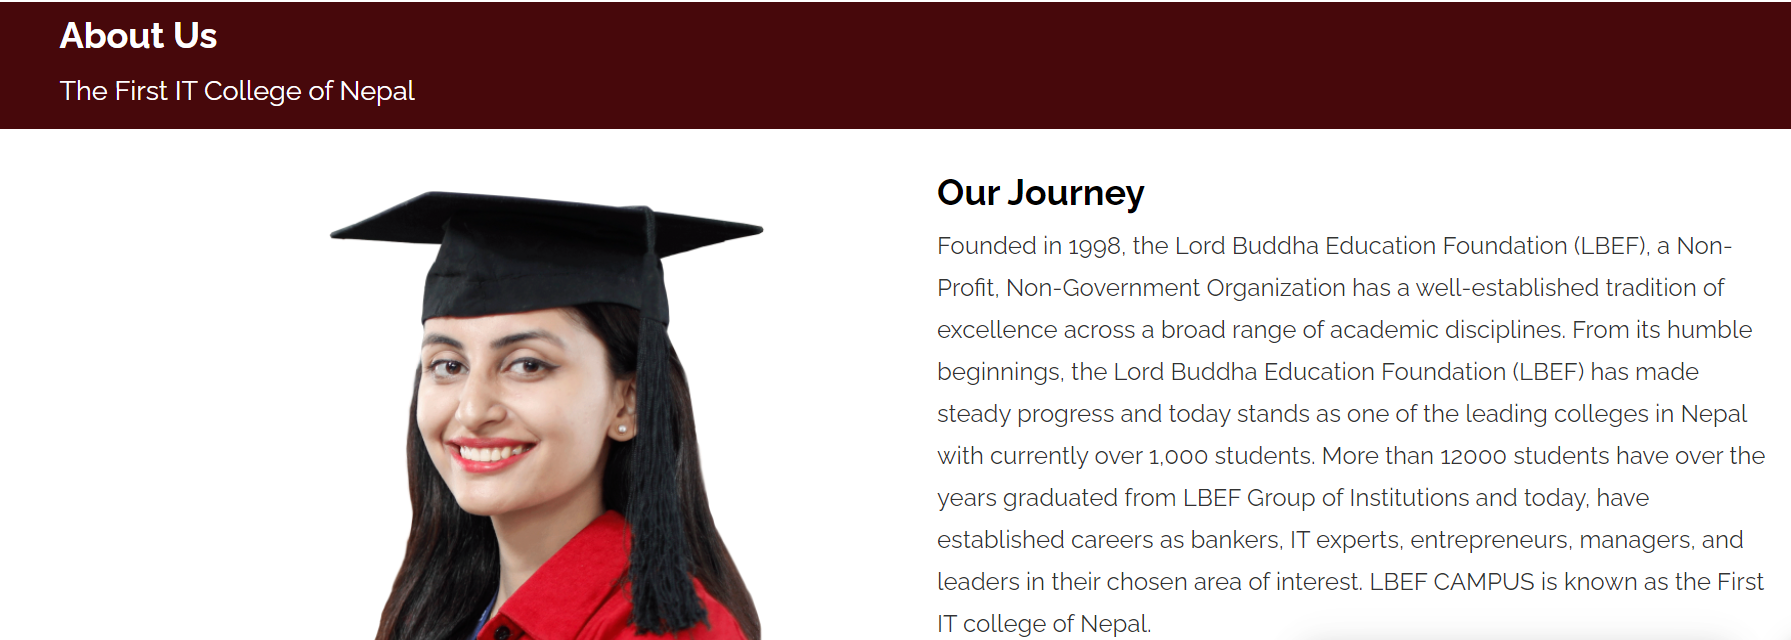 About Us
The First IT College of Nepal
Our Journey
Founded in 1998, the Lord Buddha Education Foundation (LBEF), a Non-
Profit, Non-Government Organization has a well-established tradition of
excellence across a broad range of academic disciplines. From its humble
beginnings, the Lord Buddha Education Foundation (LBEF) has made
steady progress and today stands as one of the leading colleges in Nepal
with currently over 1,000 students. More than 12000 students have over the
years graduated from LBEF Group of Institutions and today, have
established careers as bankers, IT experts, entrepreneurs, managers, and
leaders in their chosen area of interest. LBEF CAMPUS is known as the First
IT college of Nepal.